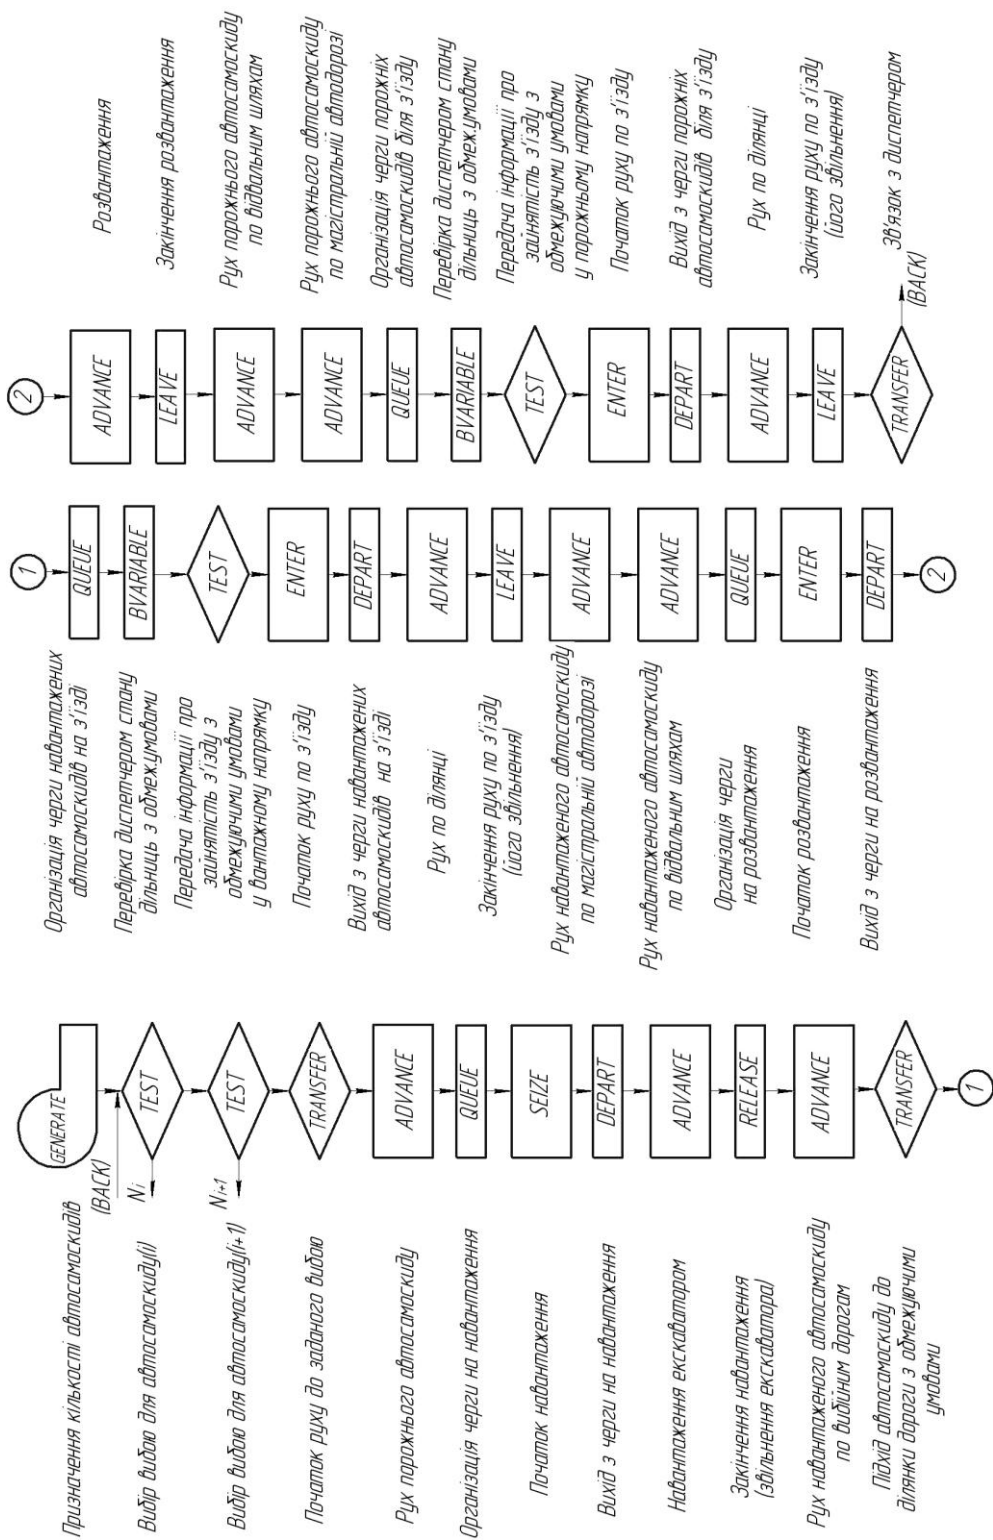 Призначення кількості автосамоскидів
GENERATE
(BACK)
Вибір вибою для автосамоскиду(i)
Ni
TEST
Вибір вибою для автосамоскиду(i+1)
Ni+1
TEST
Початок руху до заданого вибою
TRANSFER
Рух порожнього автосамоскиду
ADVANCE
Організація черги на навантаження
QUEUE
Початок навантаження
SEIZE
Вихід з черги на навантаження
DEPART
Навантаження екскаватором
ADVANCE
Закінчення навантаження
(звільнення екскаватора)
RELEASE
Рух навантаженого автосамоскиду
по вибійним дорогам
ADVANCE
Підхід автосамоскиду до
ділянки дороги з обмежуючими
умовами
TRANSFER
1
1
Організація черги навантажених
автосамоскидів на з'їзді
QUEUE
Перевірка диспетчером стану
дільниць з обмеж.умовами
BVARIABLE
Передача інформації про
зайнятість з'їзду з
обмежуючими умовами
у вантажному напрямку
TEST
Початок руху по з'їзду
ENTER
Вихід з черги навантажених
автосамоскидів на з'їзді
DEPART
Рух по ділянці
ADVANCE
Закінчення руху по з'їзду
(його звільнення)
LEAVE
Рух навантаженого автосамоскиду
по магістральній автодорозі
ADVANCE
Рух навантаженого автосамоскиду
по відвальним шляхам
ADVANCE
Організація черги
на розвантаження
QUEUE
Початок розвантаження
ENTER
Вихід з черги на розвантаження
DEPART
2
2
ADVANCE
Розвантаження
LEAVE
Закінчення розвантаження
ADVANCE
Рух порожнього автосамоскиду
по відвальним шляхам
ADVANCE
Рух порожнього автосамоскиду
по магістральній автодорозі
QUEUE
Організація черги порожніх
автосамоскидів біля з'їзду
BVARIABLE
Перевірка диспетчером стану
дільниць з обмеж.умовами
TEST
Передача інформації про
зайнятість з'їзду з
обмежуючими умовами
у порожньому напрямку
ENTER
Початок руху по з'їзду
DEPART
Вихід з черги порожніх
автосамоскидів біля з'їзду
ADVANCE
Рух по ділянці
LEAVE
Закінчення руху по з'їзду
(його звільнення)
TRANSFER
(BACK)
Зв'язок з диспетчером